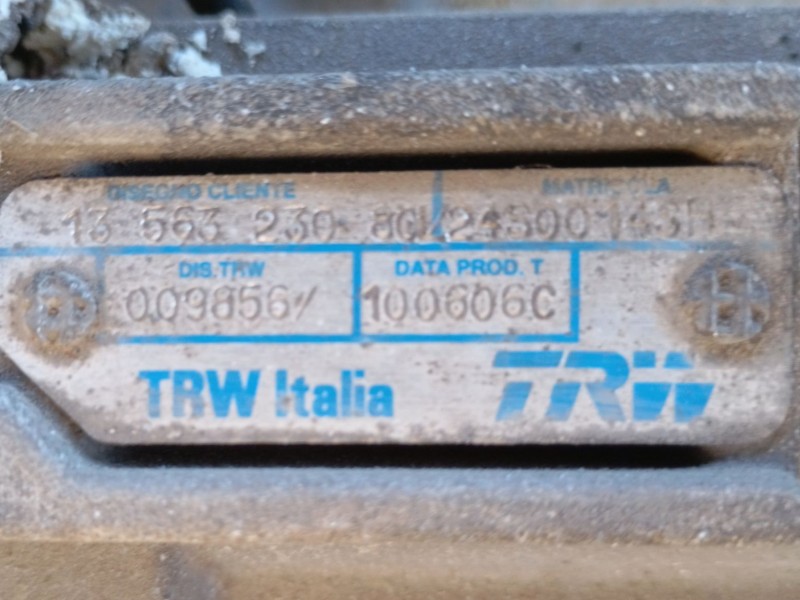 DISEGNO CLIENTE MATRICOLA
13 563 230
DIS. TRW DATA PROD. T
009856/ 100606C
TRW Italia TRW